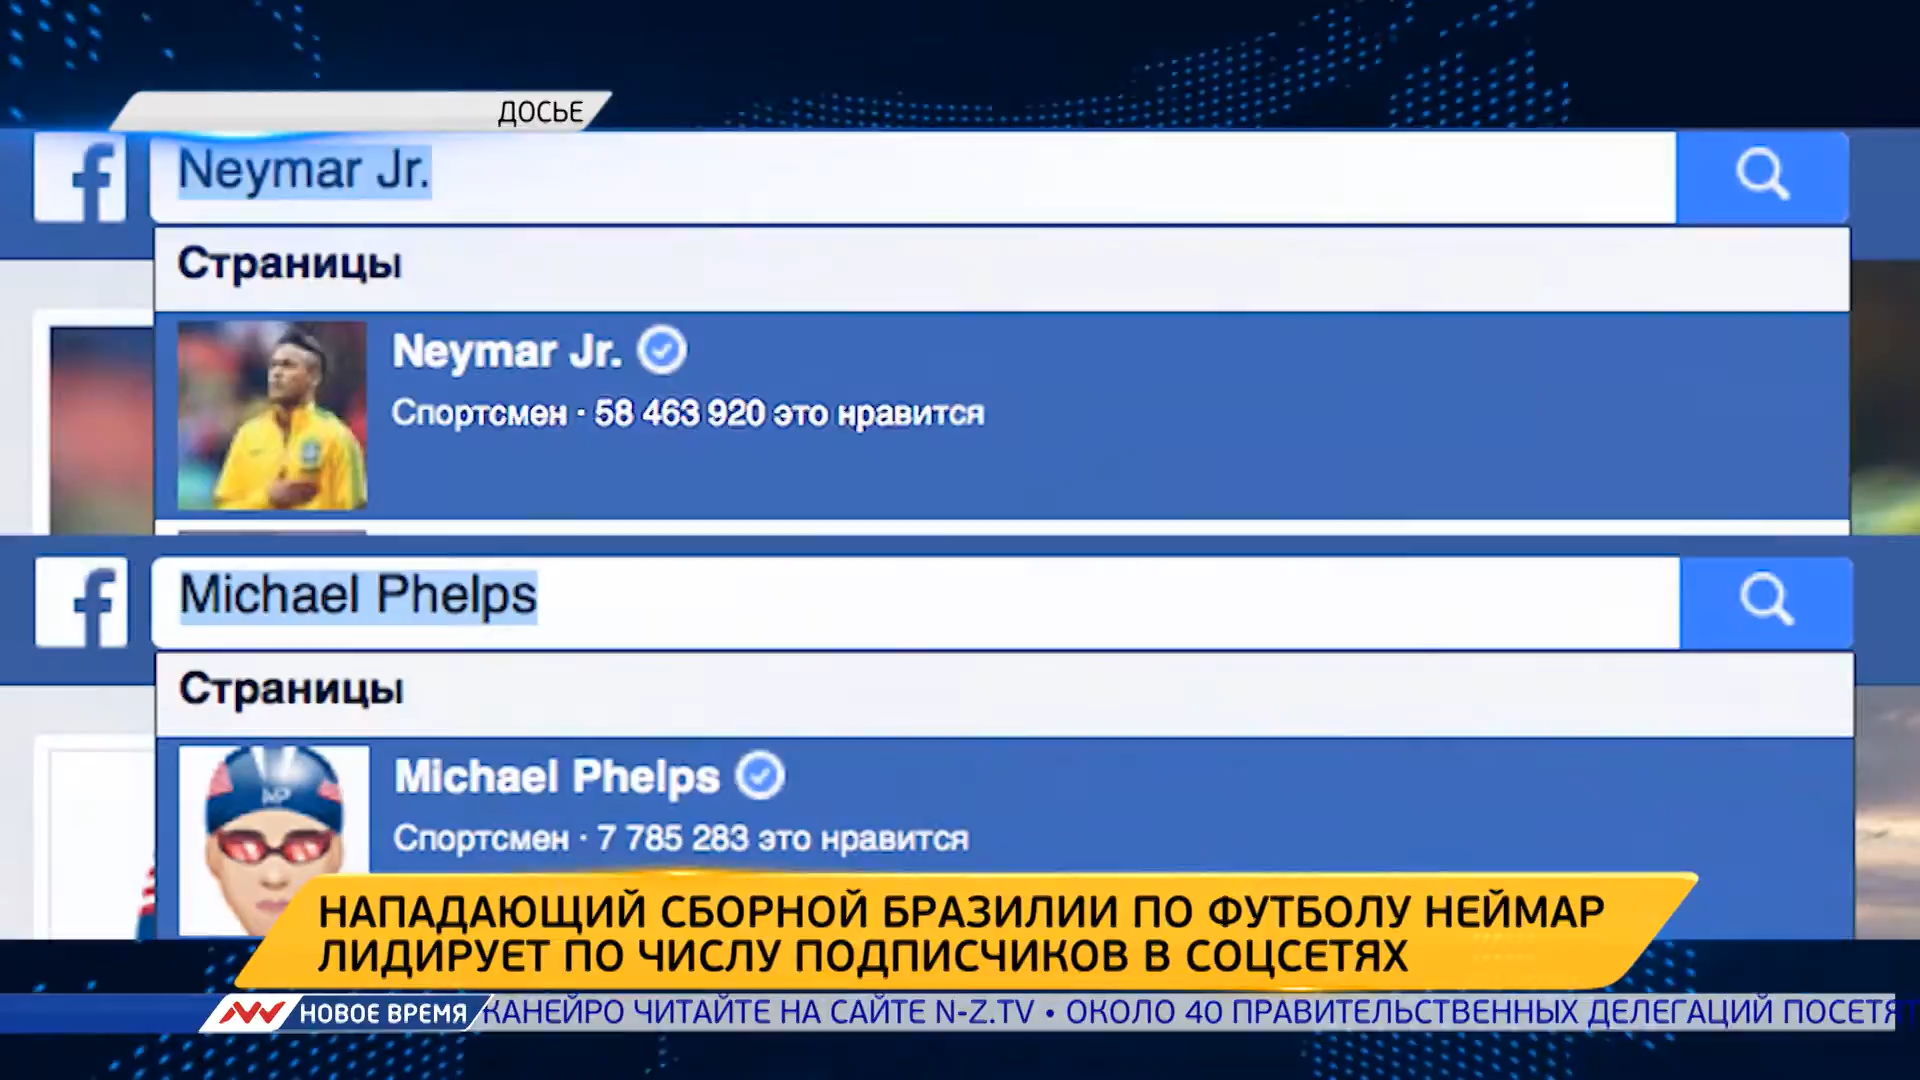 ДОСЬЕ
Neymar Jr.
Страницы
Neymar Jr.
Спортсмен · 58 463 920 это нравится
Michael Phelps
Страницы
MP
Michael Phelps
Спортсмен · 7 785 283 это нравится
НАПАДАЮЩИЙ СБОРНОЙ БРАЗИЛИИ ПО ФУТБОЛУ НЕЙМАР
ЛИДИРУЕТ ПО ЧИСЛУ ПОДПИСЧИКОВ В СОЦСЕТЯХ
НОВОЕ ВРЕМЯ
ЖАНЕЙРО ЧИТАЙТЕ НА САЙТЕ N-Z.TV • ОКОЛО 40 ПРАВИТЕЛЬСТВЕННЫХ ДЕЛЕГАЦИЙ ПОСЕТЯТ